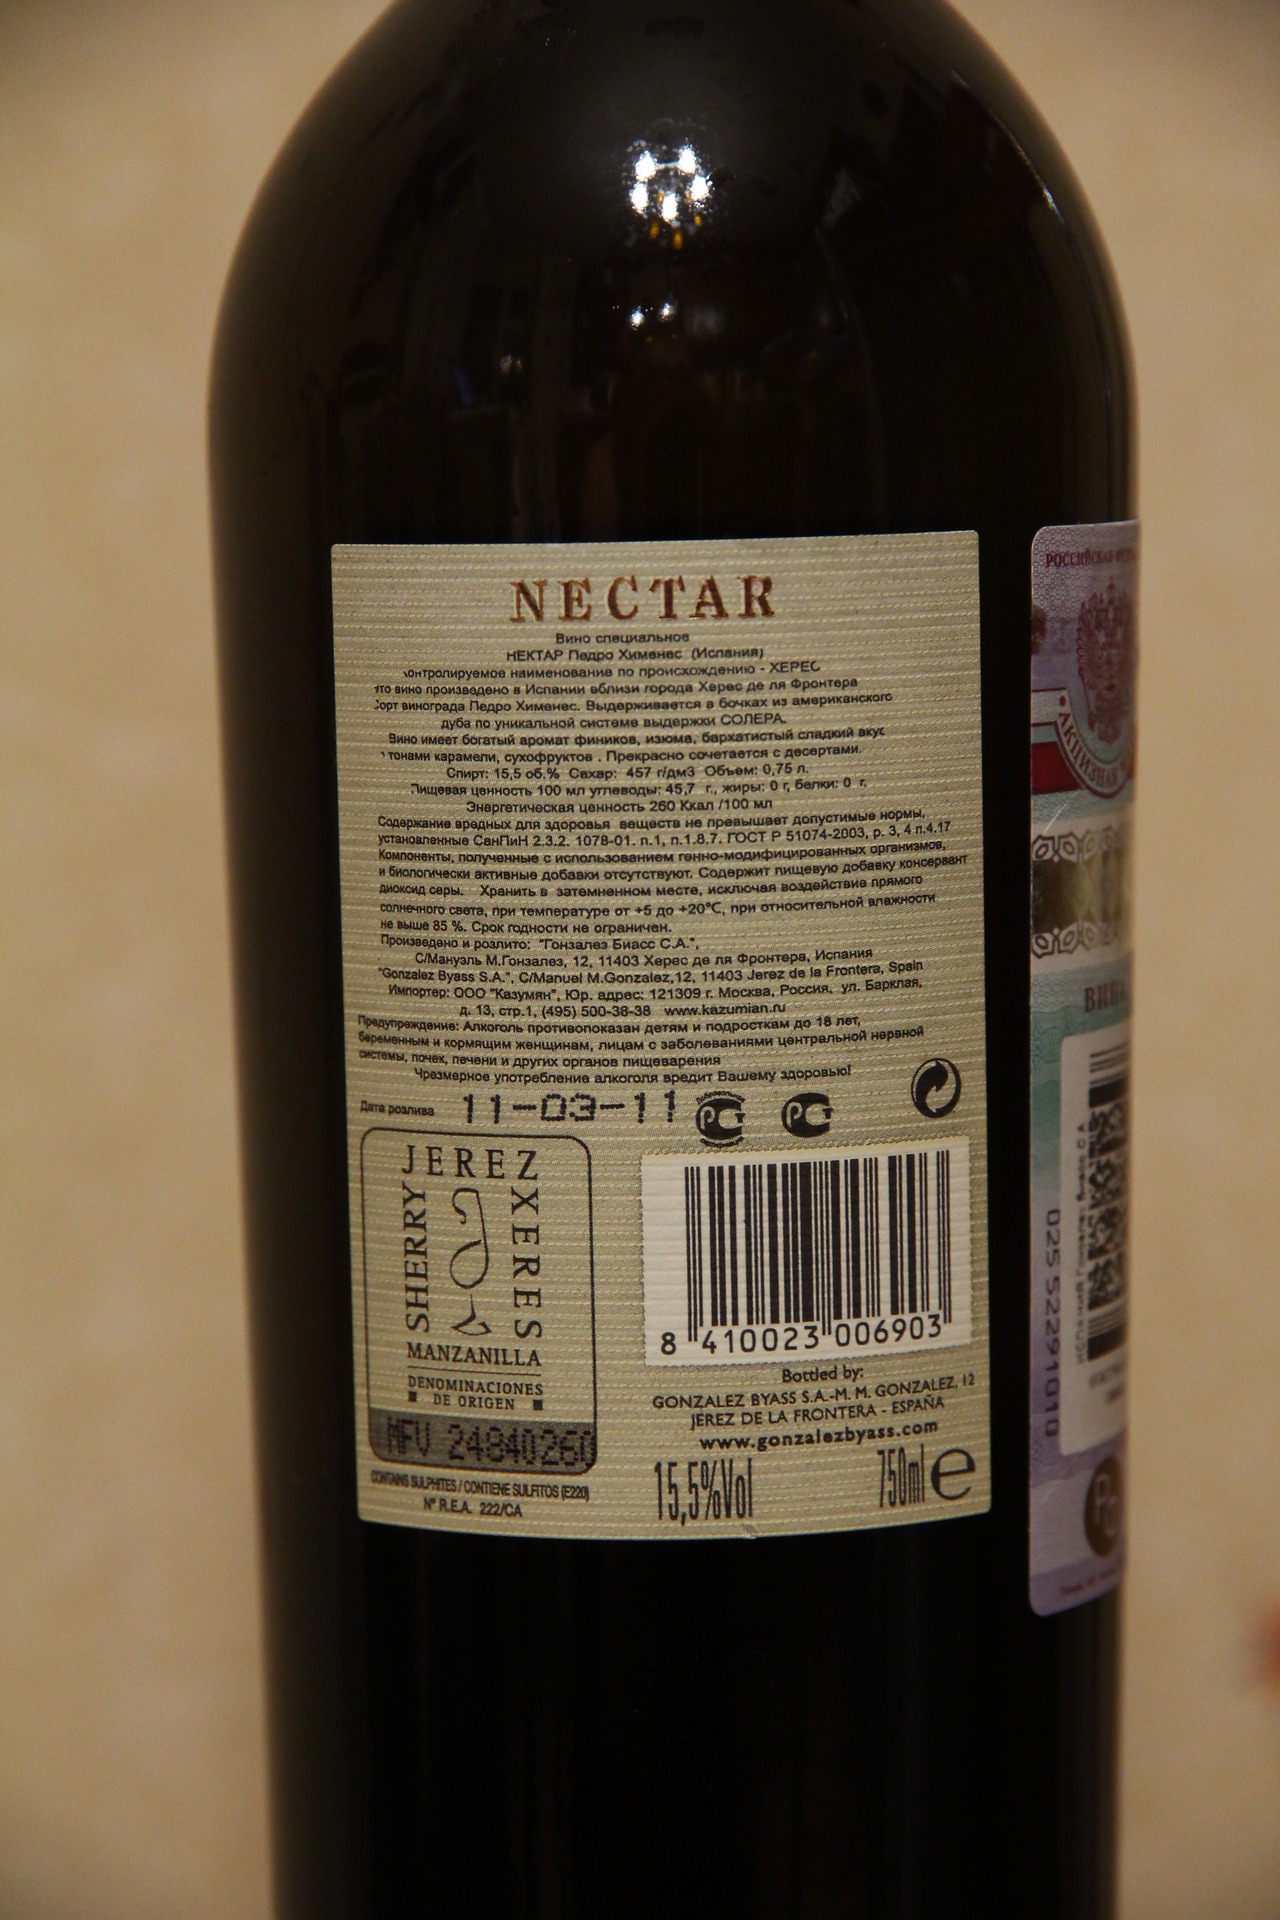 NECTAR
Вино специальное
НЕКТАР Педро Хименес (Испания)
онтролируемое наименование по происхождению - ХЕРЕС
то вино произведено в Испании вблизи города Херес де ля Фронтера
орт винограда Педро Хименес. Выдерживается в бочках из американского
дуба по уникальной системе выдержки СОЛЕРА.
Вино имеет богатый аромат фиников, изюма, бархатистый сладкий вкус
тонами карамели, сухофруктов . Прекрасно сочетается с десертами.
Спирт: 15,5 об.% Сахар: 457 г/дм3 Объем: 0,75 л.
Пищевая ценность 100 мл углеводы: 45,7 г., жиры: 0 г, белки: 0 г.
Энергетическая ценность 260 Ккал /100 мл
Содержание вредных для здоровья веществ не превышает допустимые нормы,
установленные СанПиН 2.3.2. 1078-01. п.1, п.1.8.7. ГОСТ Р 51074-2003, р. 3, 4 п.4.17
Компоненты, полученные с использованием генно-модифицированных организмов,
и биологически активные добавки отсутствуют. Содержит пищевую добавку консервант
диоксид серы. Хранить в затемненном месте, исключая воздействие прямого
солнечного света, при температуре от +5 до +20°С, при относительной влажности
не выше 85 %. Срок годности не ограничен.
Произведено и розлито: "Гонзалез Биасс С.А.",
С/Мануэль М.Гонзалез, 12, 11403 Херес де ля Фронтера, Испания
"Gonzalez Byass S.A.", C/Manuel M.Gonzalez,12, 11403 Jerez de la Frontera, Spain
Импортер: ООО "Казумян", Юр. адрес: 121309 г. Москва, Россия, ул. Барклая,
д. 13, стр.1, (495) 500-38-38 www.kazumian.ru
Предупреждение: Алкоголь противопоказан детям и подросткам до 18 лет,
беременным и кормящим женщинам, лицам с заболеваниями центральной нервной
системы, почек, печени и других органов пищеварения
Чрезмерное употребление алкоголя вредит Вашему здоровью!
Дата розлива 11-03-11
JEREZ
SHERRY
XERES
MANZANILLA
DENOMINACIONES
DE ORIGEN
MFV 24840260
CONTAINS SULPHITES / CONTIENE SULFITOS (E220)
Nº R.E.A. 222/CA
8 410023 006903
Bottled by:
GONZALEZ BYASS S.A.-M. M. GONZALEZ, 12
JEREZ DE LA FRONTERA - ESPAÑA
www.gonzalezbyass.com
15,5%Vol
750ml e
РОССИЙСКАЯ
АКЦИЗНАЯ
ВИНА
025 52291010